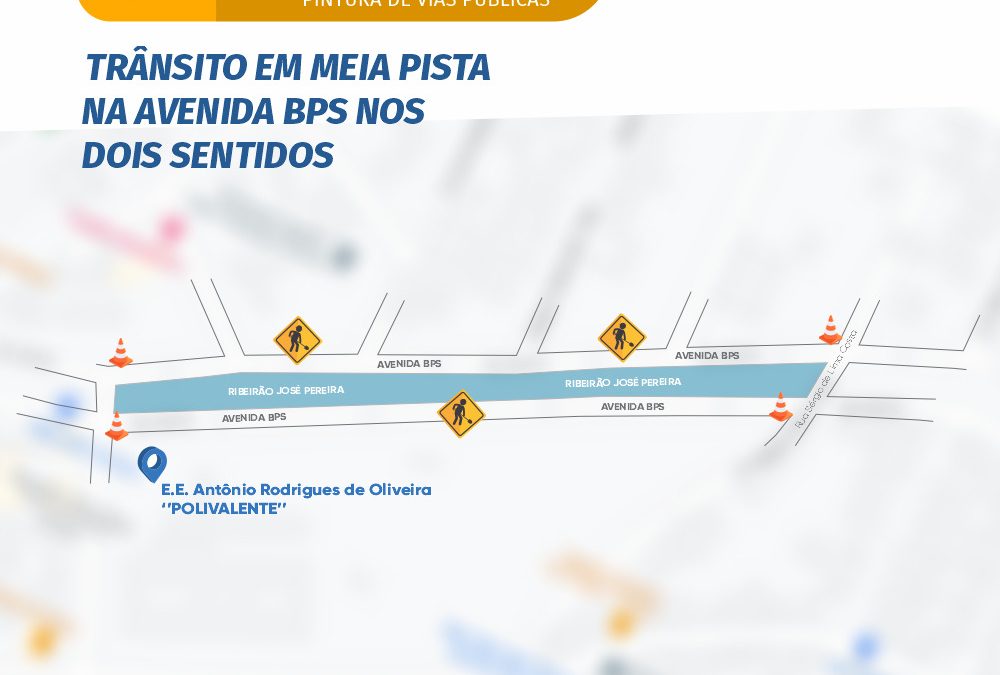 PINTURA DE VIAS PÚBLICAS
TRÂNSITO EM MEIA PISTA
NA AVENIDA BPS NOS
DOIS SENTIDOS
AVENIDA BPS
AVENIDA BPS
RIBEIRÃO JOSÉ PEREIRA
RIBEIRÃO JOSÉ PEREIRA
AVENIDA BPS
AVENIDA BPS
Rua Sérgio de Lima Costa
E.E. Antônio Rodrigues de Oliveira
‘’POLIVALENTE’’